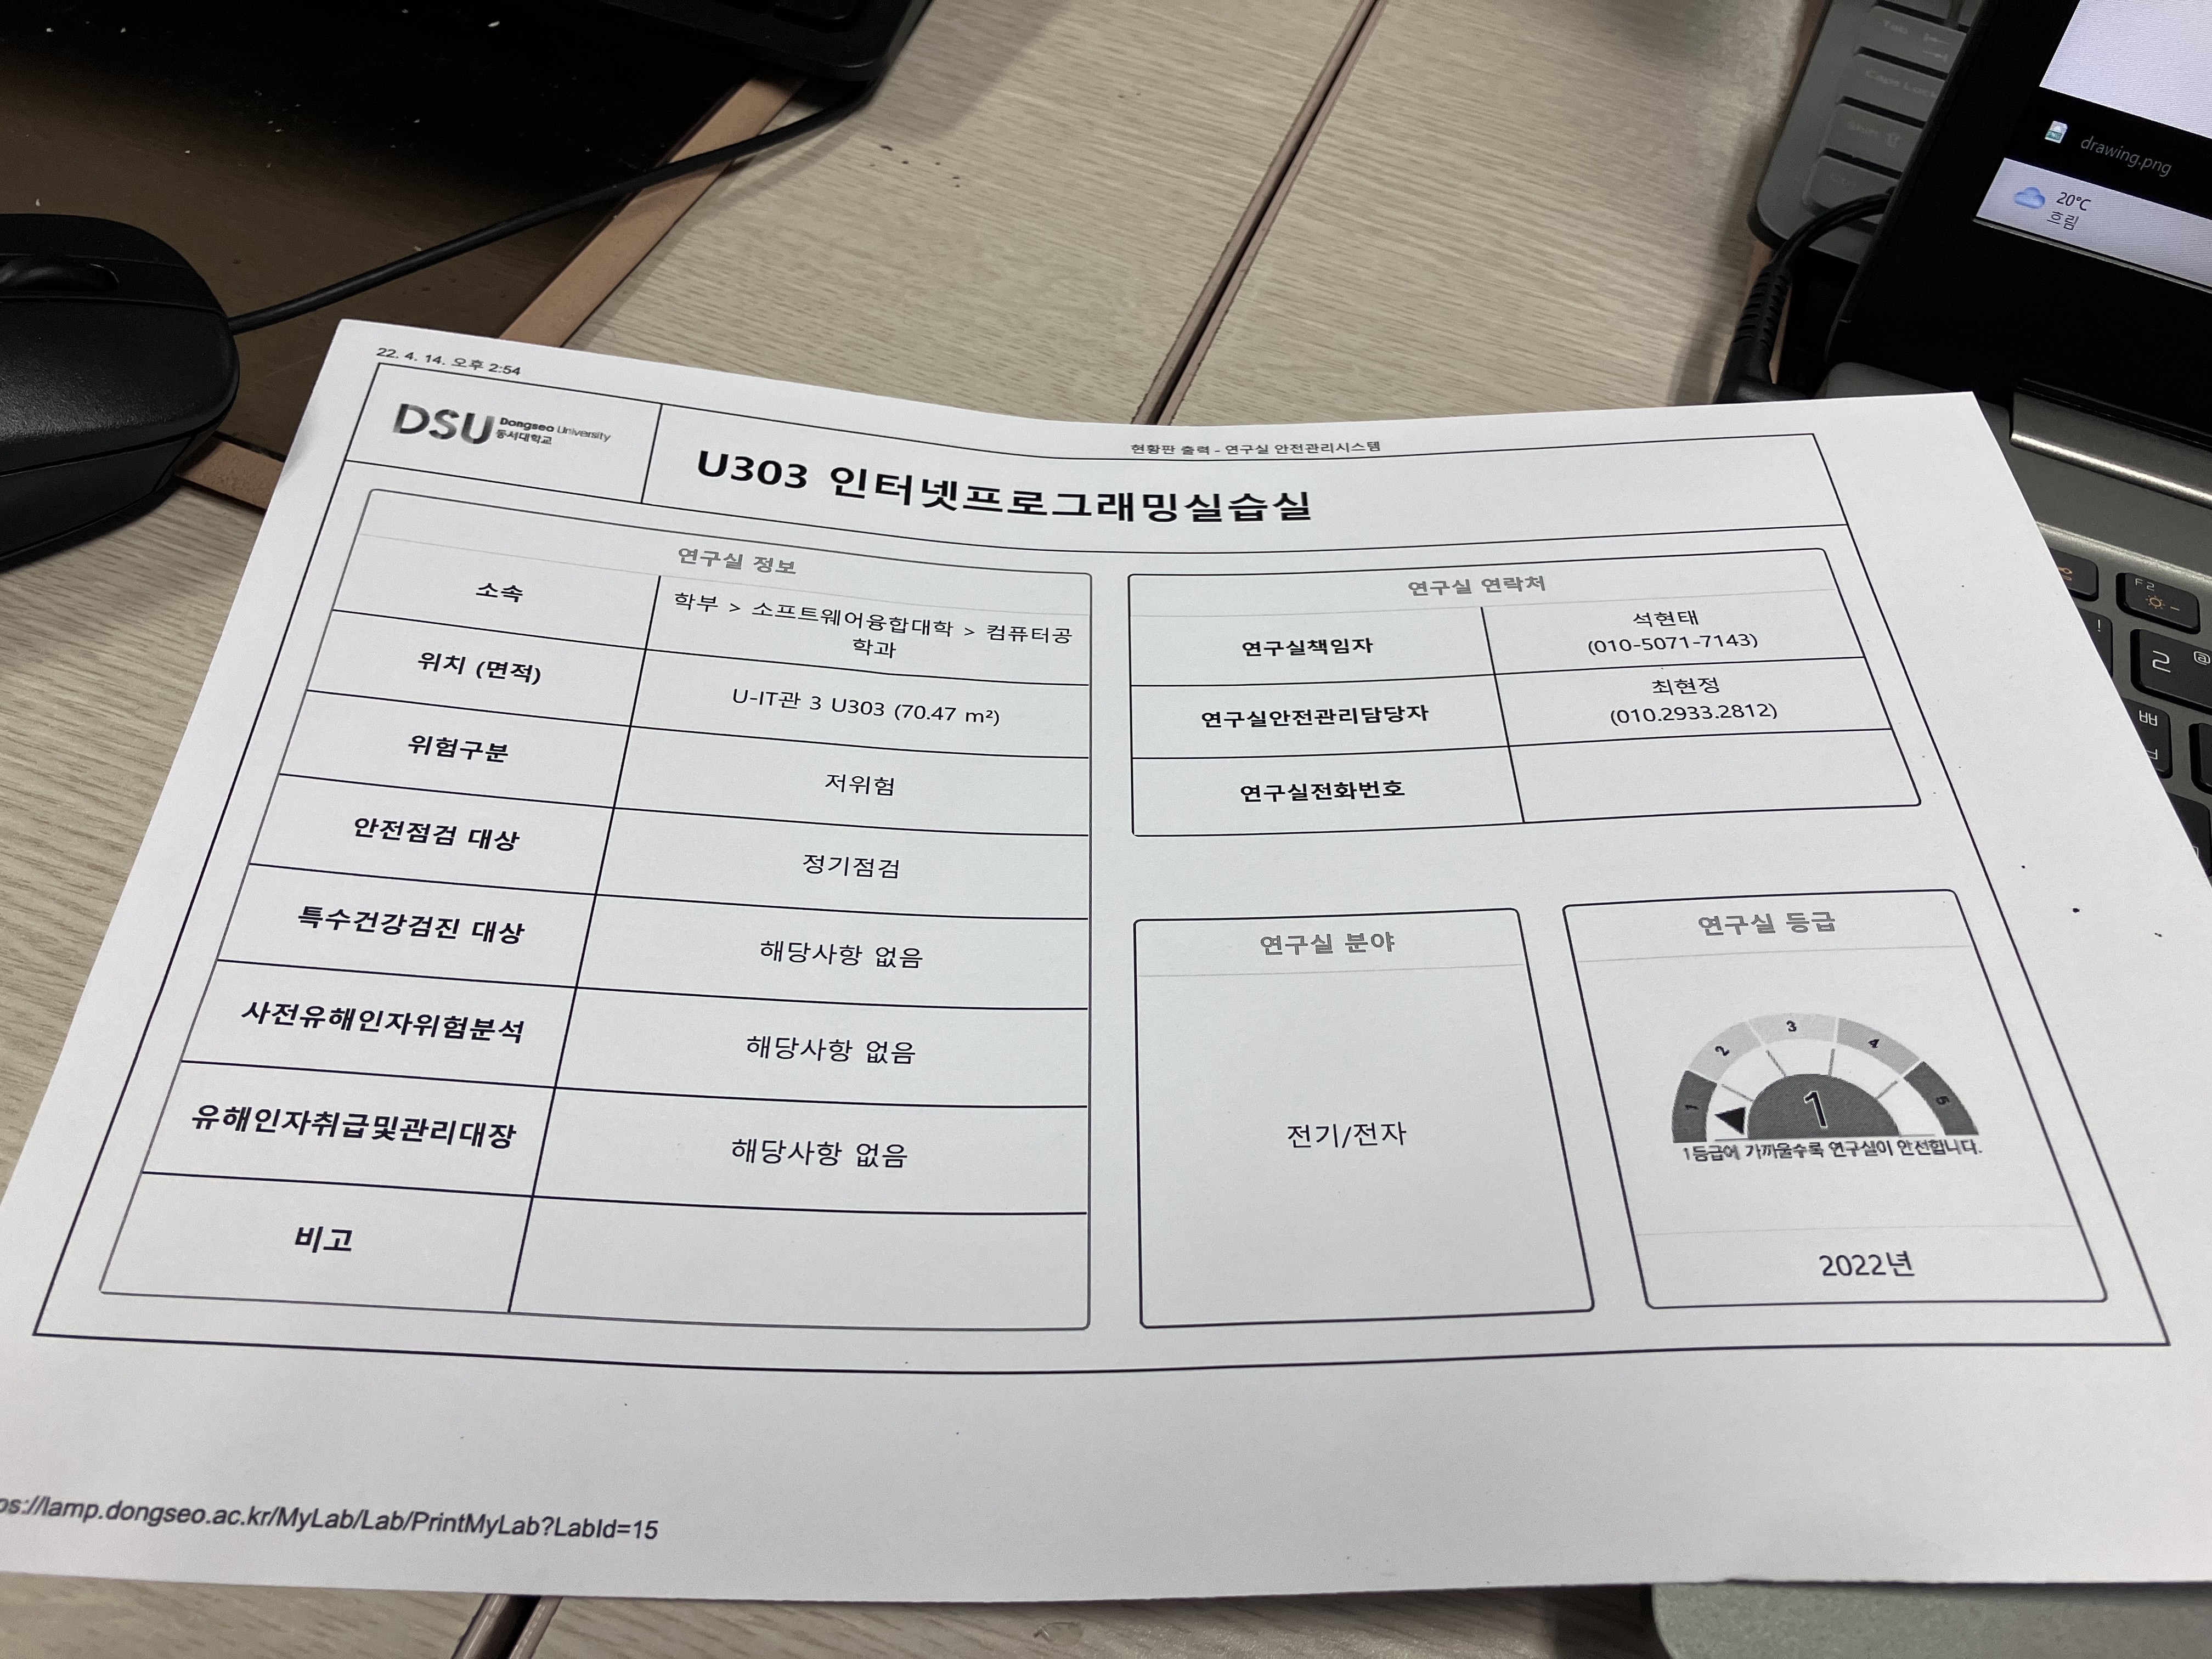 22. 4. 14. 오후 2:54
현황판 출력 - 연구실 안전관리시스템
DSU Dongseo University
동서대학교
U303 인터넷프로그래밍실습실
연구실 정보
소속
학부 > 소프트웨어융합대학 > 컴퓨터공
학과
위치 (면적)
U-IT관 3 U303 (70.47 m²)
위험구분
저위험
안전점검 대상
정기점검
특수건강검진 대상
해당사항 없음
사전유해인자위험분석
해당사항 없음
유해인자취급및관리대장
해당사항 없음
비고
연구실 연락처
연구실책임자
석현태
(010-5071-7143)
연구실안전관리담당자
최현정
(010.2933.2812)
연구실전화번호
연구실 분야
전기/전자
연구실 등급
1
2
3
4
5
1
1등급에 가까울수록 연구실이 안전합니다.
2022년
ps://lamp.dongseo.ac.kr/MyLab/Lab/PrintMyLab?LabId=15
drawing.png
20°C
흐림
Tab
Caps Lock
Shift
F2
!
2
@
ㅃ